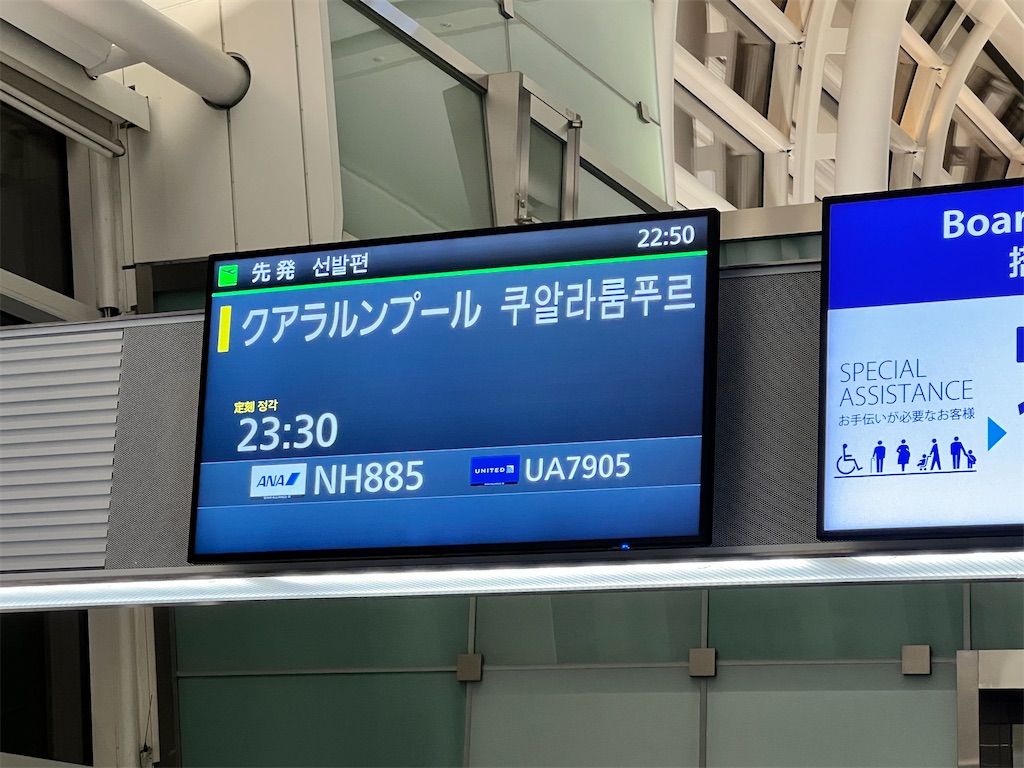 22:50
先発 선발편
クアラルンプール 쿠알라룸푸르
定刻 정각
23:30
ANA NH885 UNITED UA7905
SPECIAL
ASSISTANCE
お手伝いが必要なお客様